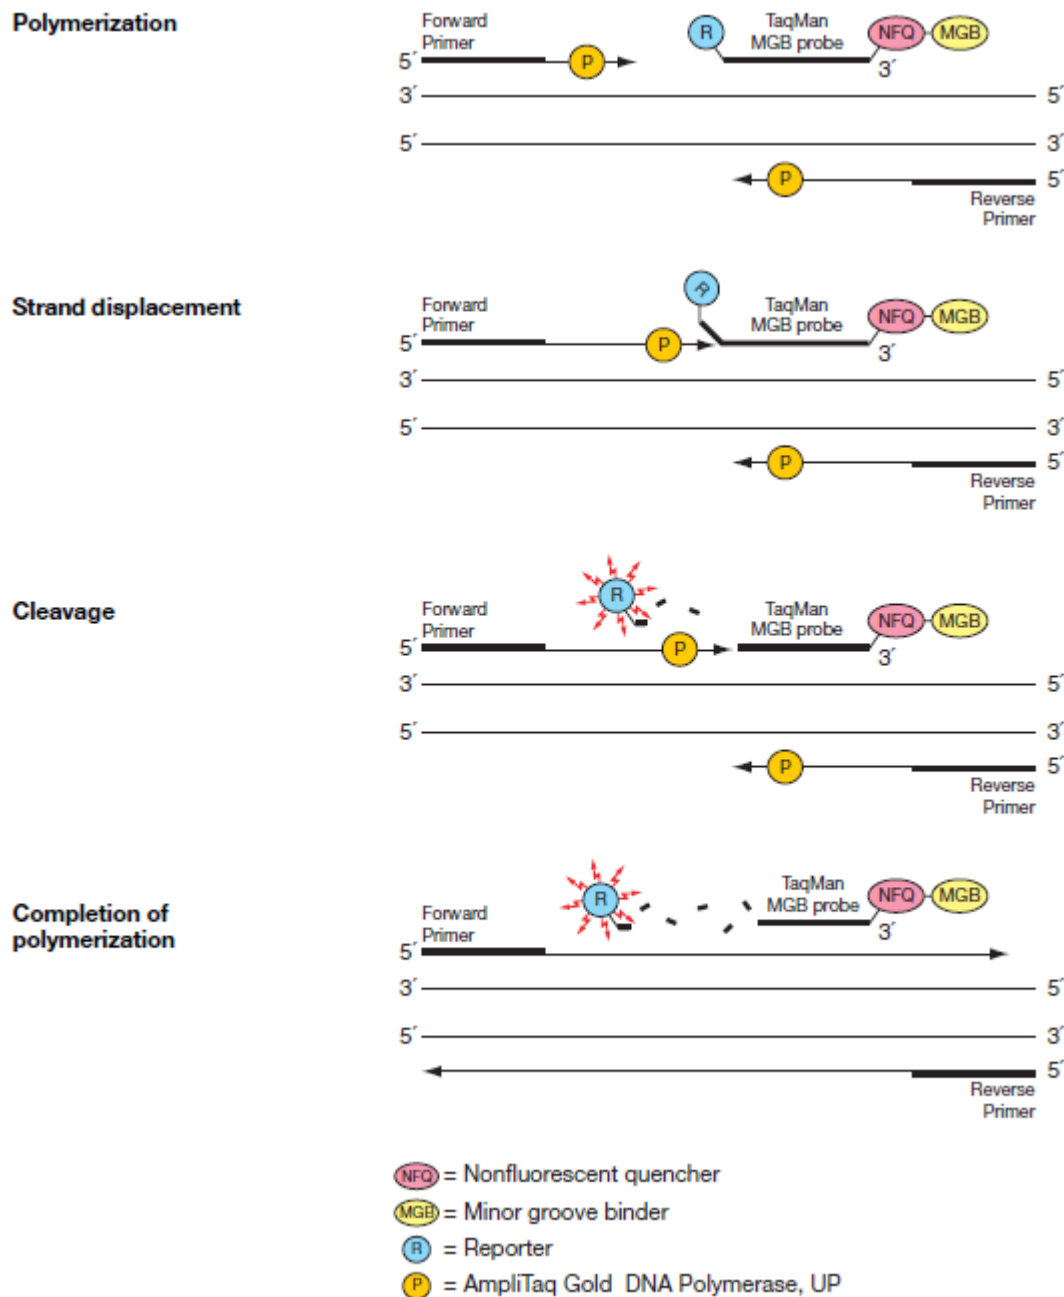 Polymerization
Forward
Primer
R
TaqMan
MGB probe
NFQ
MGB
5´
P
3´
3´
5´
5´
3´
P
5´
Reverse
Primer
Strand displacement
Forward
Primer
R
TaqMan
MGB probe
NFQ
MGB
5´
P
3´
3´
5´
5´
3´
P
5´
Reverse
Primer
Cleavage
Forward
Primer
R
TaqMan
MGB probe
NFQ
MGB
5´
P
3´
3´
5´
5´
3´
P
5´
Reverse
Primer
Completion of
polymerization
Forward
Primer
R
TaqMan
MGB probe
NFQ
MGB
5´
3´
3´
5´
5´
3´
5´
Reverse
Primer
NFQ = Nonfluorescent quencher
MGB = Minor groove binder
R = Reporter
P = AmpliTaq Gold DNA Polymerase, UP